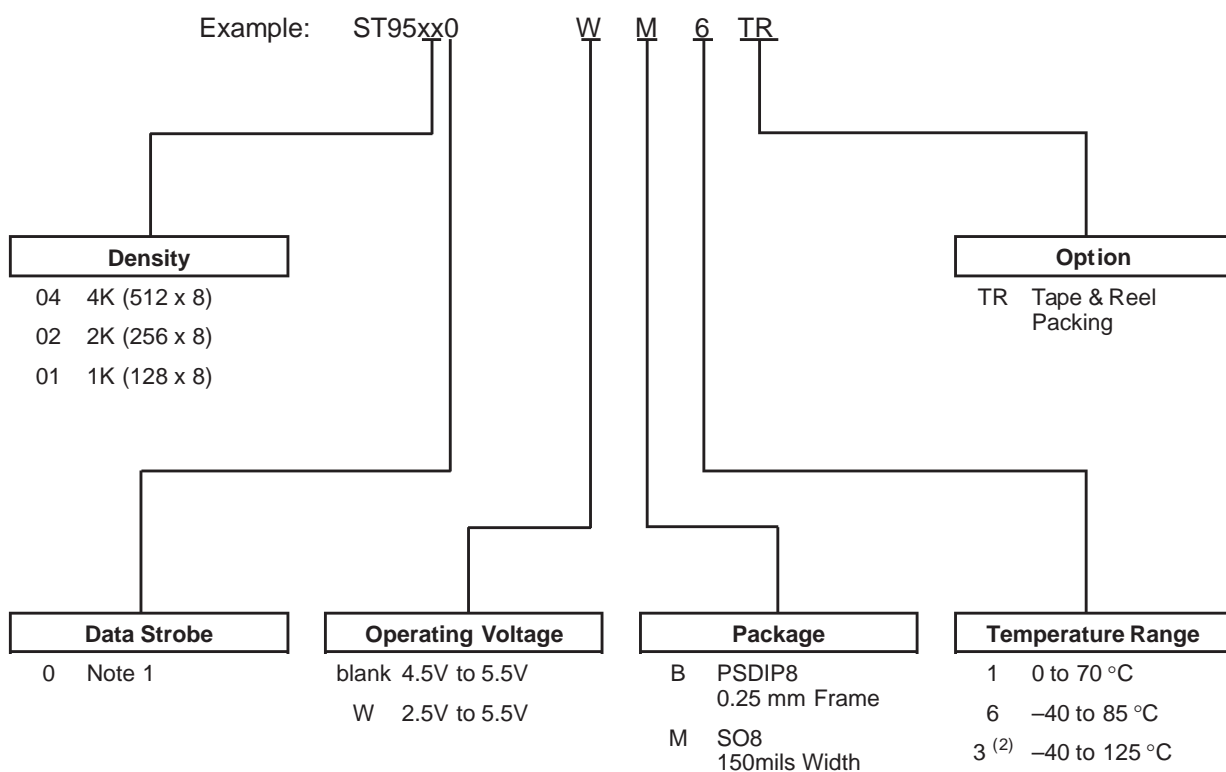 Example: ST95xx0 W M 6 TR
Density
04 4K (512 x 8)
02 2K (256 x 8)
01 1K (128 x 8)
Option
TR Tape & Reel
Packing
Data Strobe
0 Note 1
Operating Voltage
blank 4.5V to 5.5V
W 2.5V to 5.5V
Package
B PSDIP8
0.25 mm Frame
M SO8
150mils Width
Temperature Range
1 0 to 70 °C
6 –40 to 85 °C
3 (2) –40 to 125 °C